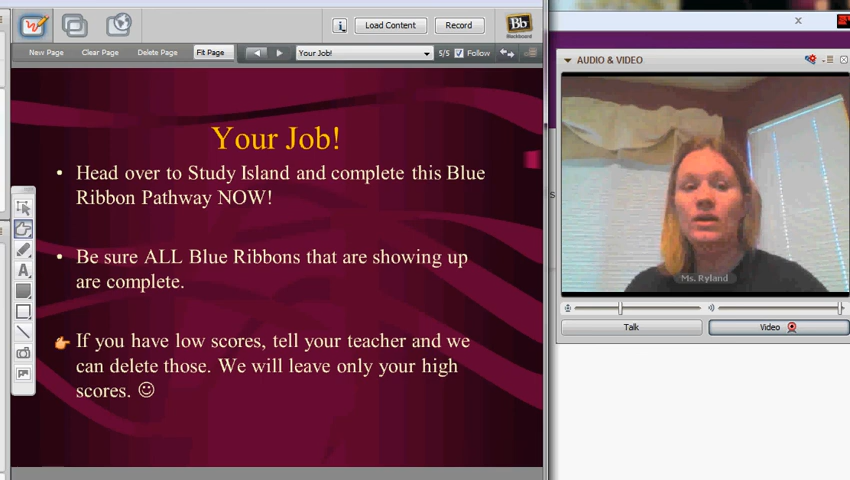 Load Content
Record
Bb
Blackboard
New Page
Clear Page
Delete Page
Fit Page
Your Job!
5/5
Follow
AUDIO & VIDEO
Your Job!
• Head over to Study Island and complete this Blue
Ribbon Pathway NOW!
• Be sure ALL Blue Ribbons that are showing up
are complete.
If you have low scores, tell your teacher and we
can delete those. We will leave only your high
scores. ☺
A
s
Ms. Ryland
Talk
Video